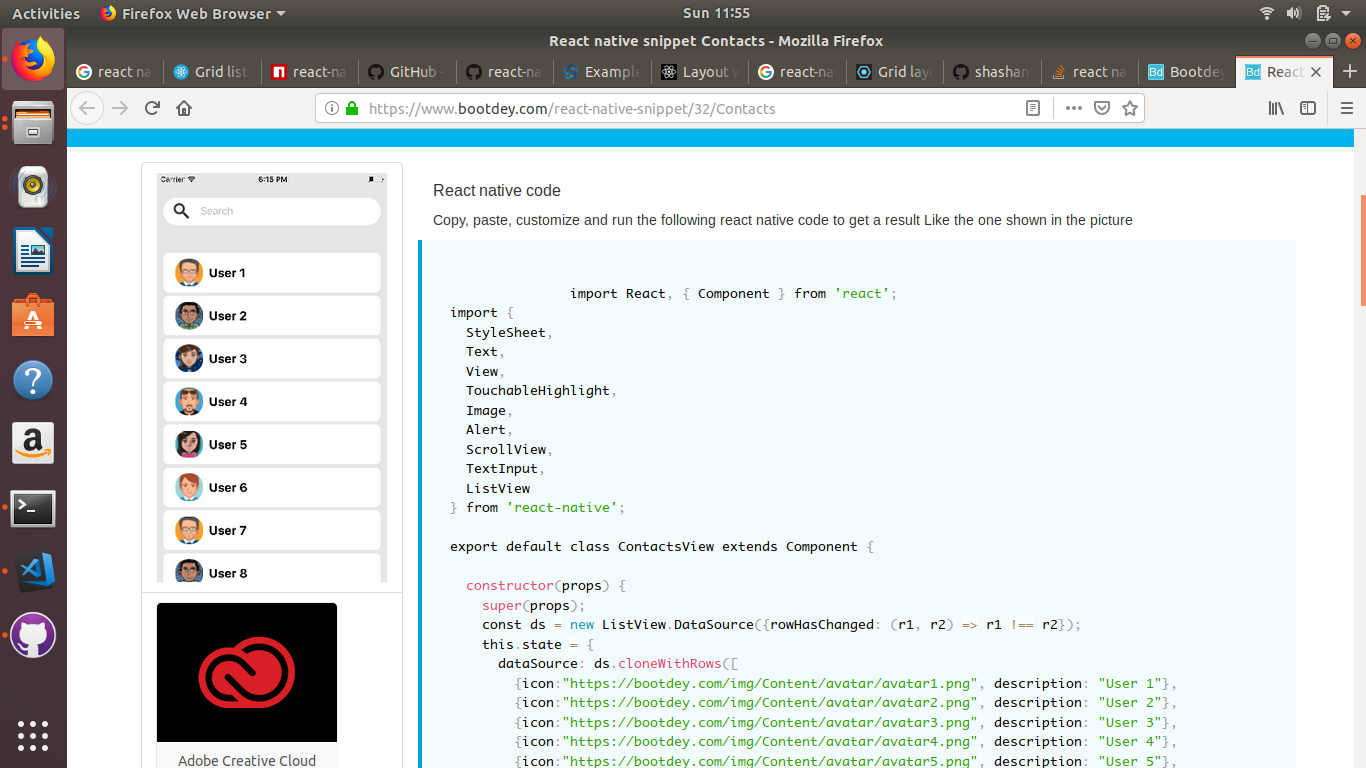 Activities
Firefox Web Browser
Sun 11:55
React native snippet Contacts - Mozilla Firefox
react na
Grid list
react-na
GitHub -
react-na
Example
Layout w
react-na
Grid layo
shashan
react na
Bootdey
React
https://www.bootdey.com/react-native-snippet/32/Contacts
Carrier
6:15 PM
Search
User 1
User 2
User 3
User 4
User 5
User 6
User 7
User 8
Adobe Creative Cloud
React native code
Copy, paste, customize and run the following react native code to get a result Like the one shown in the picture
import React, { Component } from 'react';
import {
StyleSheet,
Text,
View,
TouchableHighlight,
Image,
Alert,
ScrollView,
TextInput,
ListView
} from 'react-native';
export default class ContactsView extends Component {
constructor(props) {
super(props);
const ds = new ListView.DataSource({rowHasChanged: (r1, r2) => r1 !== r2});
this.state = {
dataSource: ds.cloneWithRows([
{icon:"https://bootdey.com/img/Content/avatar/avatar1.png", description: "User 1"},
{icon:"https://bootdey.com/img/Content/avatar/avatar2.png", description: "User 2"},
{icon:"https://bootdey.com/img/Content/avatar/avatar3.png", description: "User 3"},
{icon:"https://bootdey.com/img/Content/avatar/avatar4.png", description: "User 4"},
{icon:"https://bootdey.com/img/Content/avatar/avatar5.png", description: "User 5"},